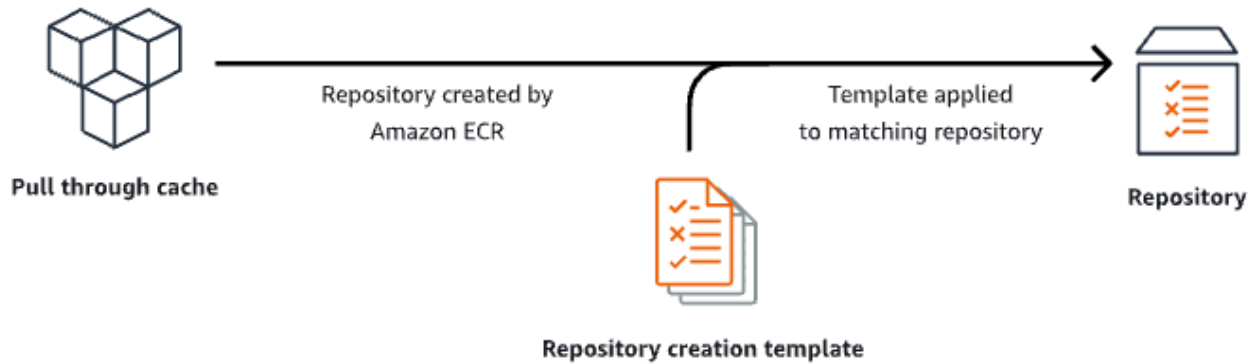 Repository created by
Amazon ECR
Template applied
to matching repository
Pull through cache
Repository
Repository creation template